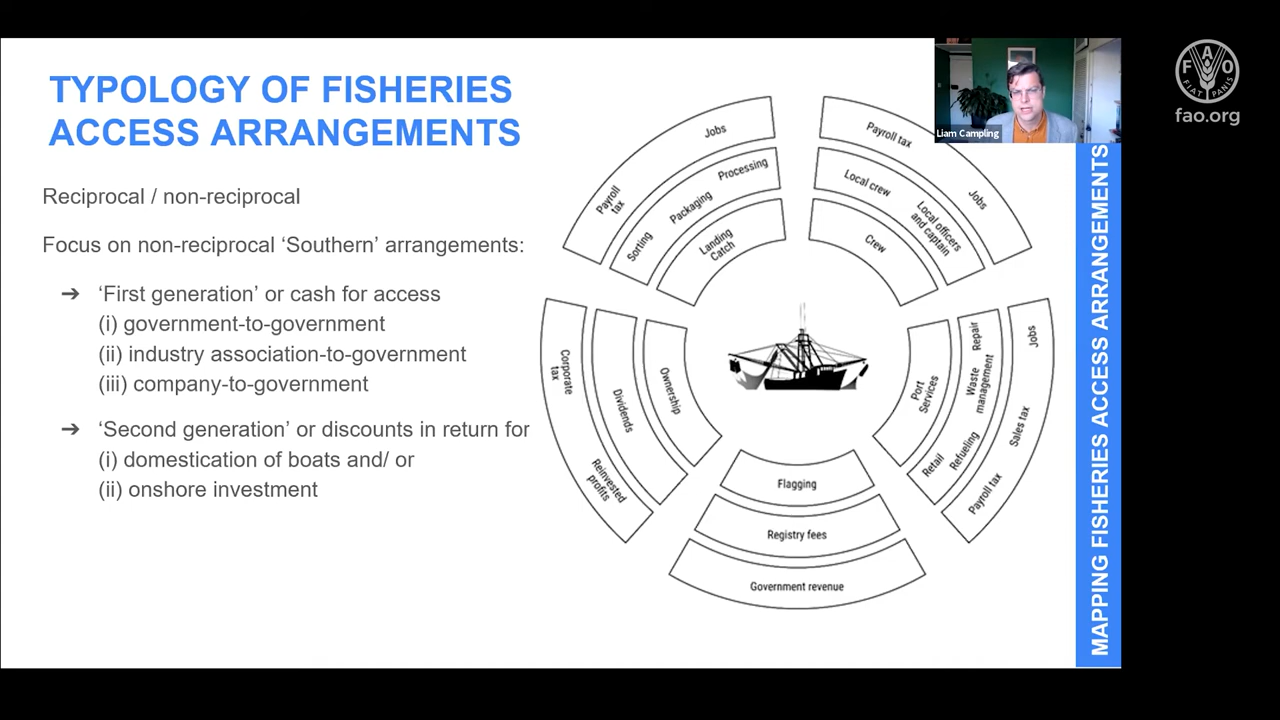 TYPOLOGY OF FISHERIES
ACCESS ARRANGEMENTS
Reciprocal / non-reciprocal
Focus on non-reciprocal ‘Southern’ arrangements:
➔ ‘First generation’ or cash for access
(i) government-to-government
(ii) industry association-to-government
(iii) company-to-government
➔ ‘Second generation’ or discounts in return for
(i) domestication of boats and/ or
(ii) onshore investment
Jobs
Payroll
tax
Processing
Packaging
Sorting
Landing
Catch
Payroll tax
Jobs
Local crew
Local officers
and captain
Crew
Corporate
tax
Reinvested
profits
Dividends
Ownership
Port
Services
Repair
Waste
management
Refueling
Retail
Jobs
Sales tax
Payroll tax
Flagging
Registry fees
Government revenue
Liam Campling
MAPPING FISHERIES ACCESS ARRANGEMENTS
F A O
FIAT PANIS
fao.org